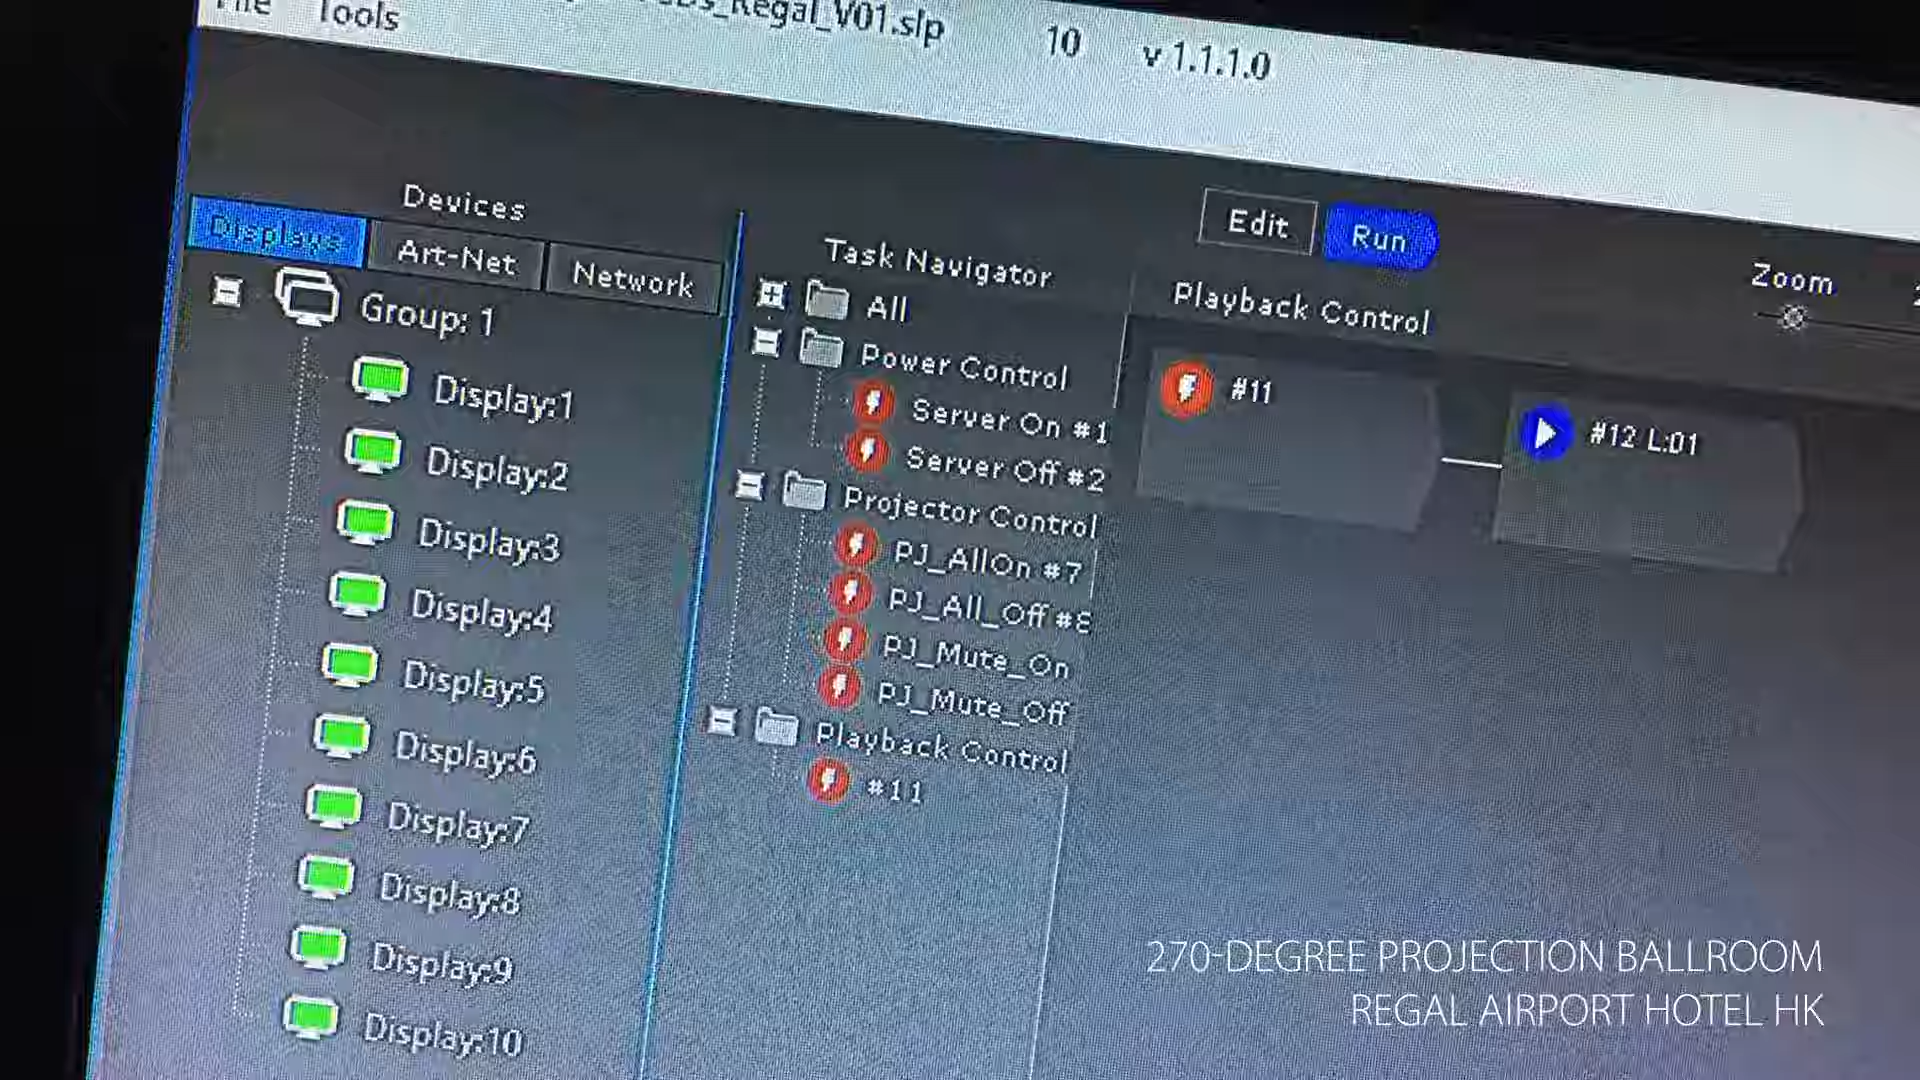 File Tools
Regal_V01.slp 10 v 1.1.1.0
Devices
Displays Art-Net Network
Group: 1
Display:1
Display:2
Display:3
Display:4
Display:5
Display:6
Display:7
Display:8
Display:9
Display:10
Task Navigator
All
Power Control
Server On #1
Server Off #2
Projector Control
PJ_AllOn #7
PJ_All_Off #8
PJ_Mute_On
PJ_Mute_Off
Playback Control
#11
Edit Run
Playback Control
Zoom
#11
#12 L:01
270-DEGREE PROJECTION BALLROOM
REGAL AIRPORT HOTEL HK